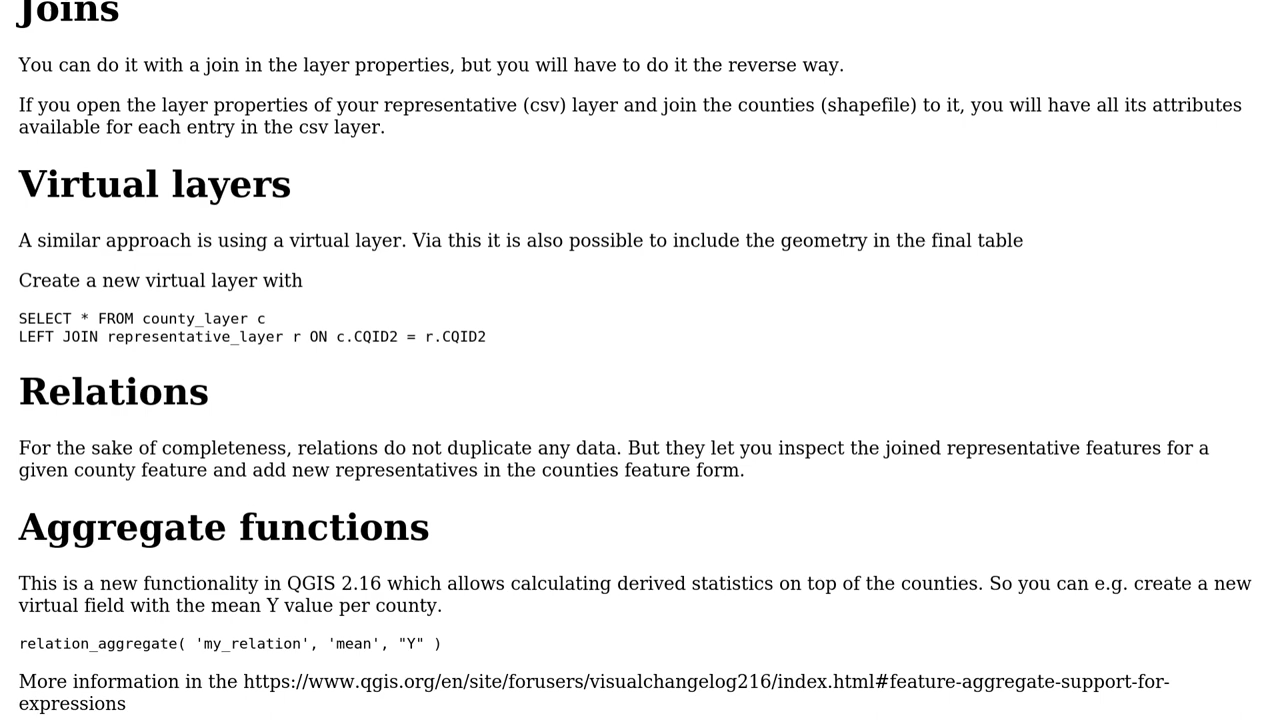 Joins
You can do it with a join in the layer properties, but you will have to do it the reverse way.
If you open the layer properties of your representative (csv) layer and join the counties (shapefile) to it, you will have all its attributes
available for each entry in the csv layer.
Virtual layers
A similar approach is using a virtual layer. Via this it is also possible to include the geometry in the final table
Create a new virtual layer with
SELECT * FROM county_layer c
LEFT JOIN representative_layer r ON c.CQID2 = r.CQID2
Relations
For the sake of completeness, relations do not duplicate any data. But they let you inspect the joined representative features for a
given county feature and add new representatives in the counties feature form.
Aggregate functions
This is a new functionality in QGIS 2.16 which allows calculating derived statistics on top of the counties. So you can e.g. create a new
virtual field with the mean Y value per county.
relation_aggregate( 'my_relation', 'mean', "Y" )
More information in the https://www.qgis.org/en/site/forusers/visualchangelog216/index.html#feature-aggregate-support-for-
expressions